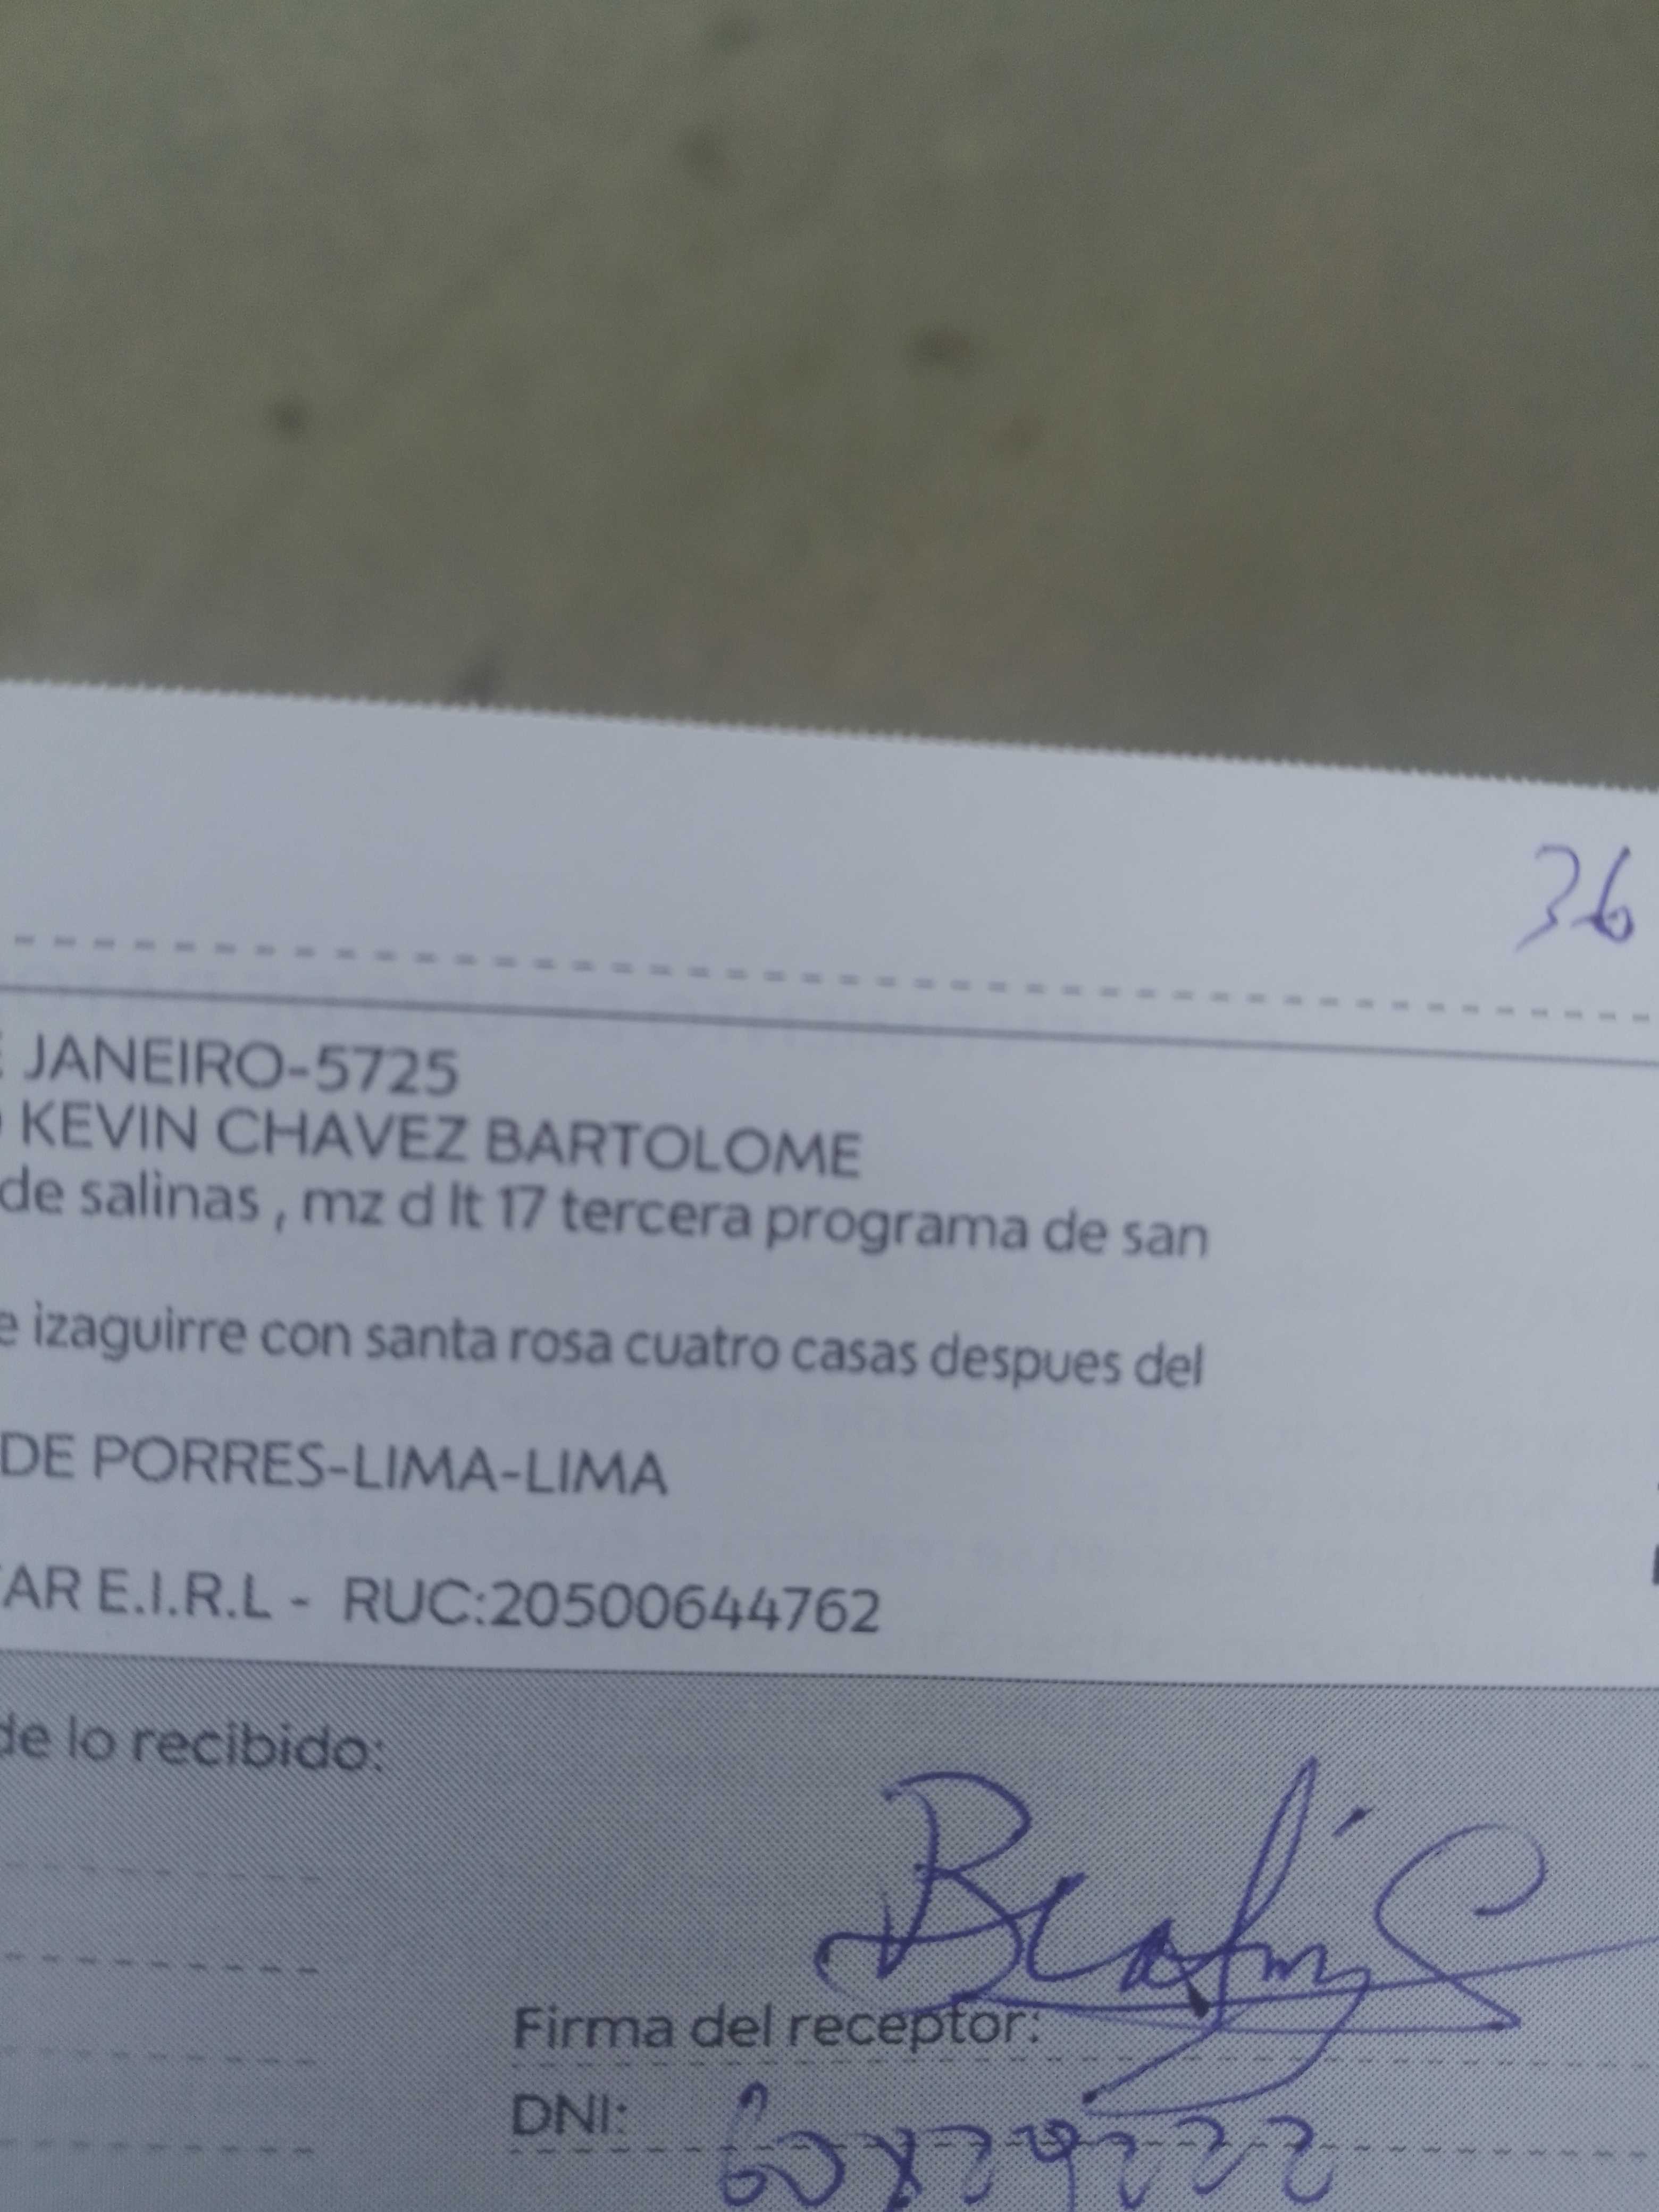 36
JANEIRO-5725
KEVIN CHAVEZ BARTOLOME
de salinas , mz d lt 17 tercera programa de san
e izaguirre con santa rosa cuatro casas despues del
DE PORRES-LIMA-LIMA
AR E.I.R.L - RUC:20500644762
de lo recibido:
Firma del receptor:
DNI: